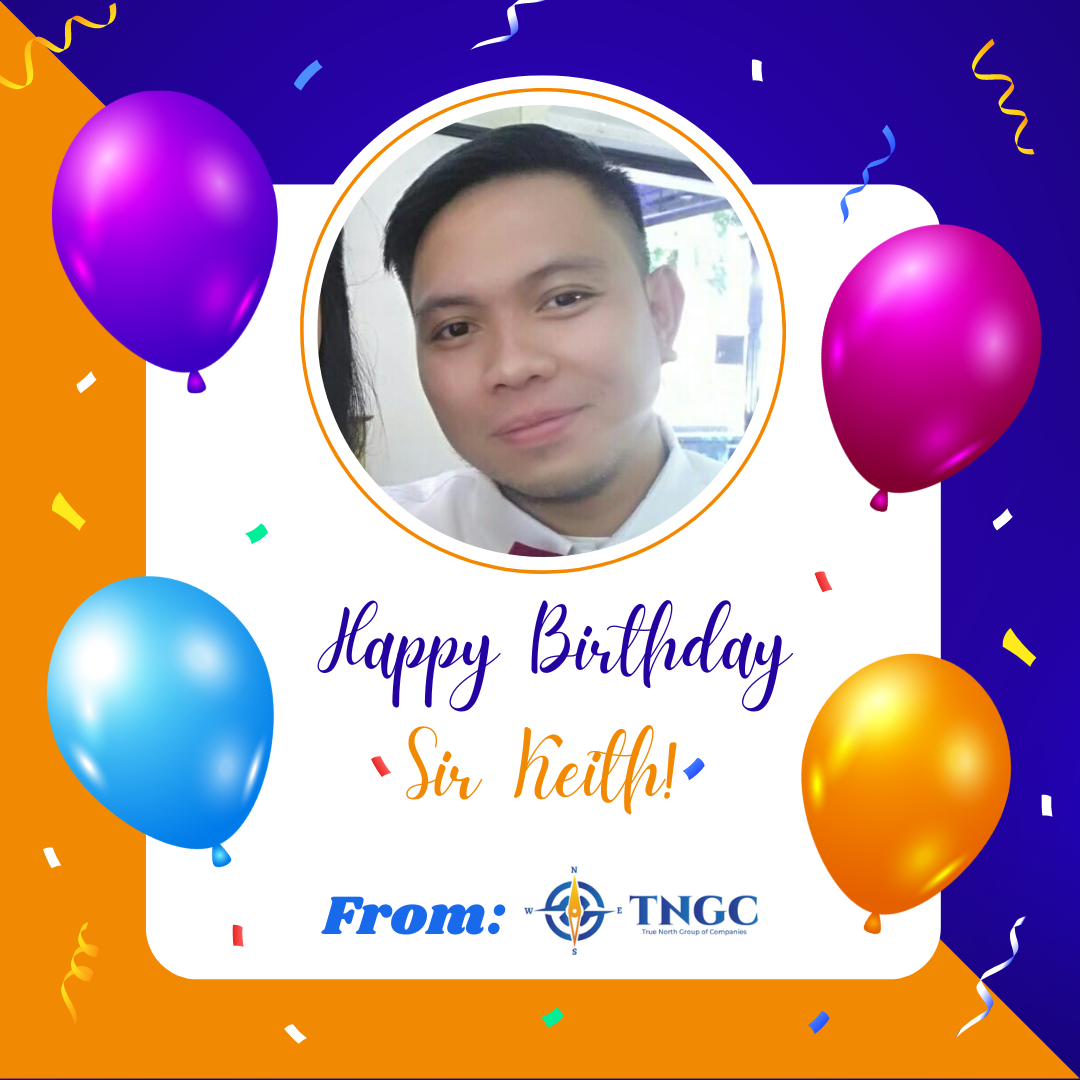 Happy Birthday
Sir Keith!
From:
N
W E
S
TNGC
True North Group of Companies